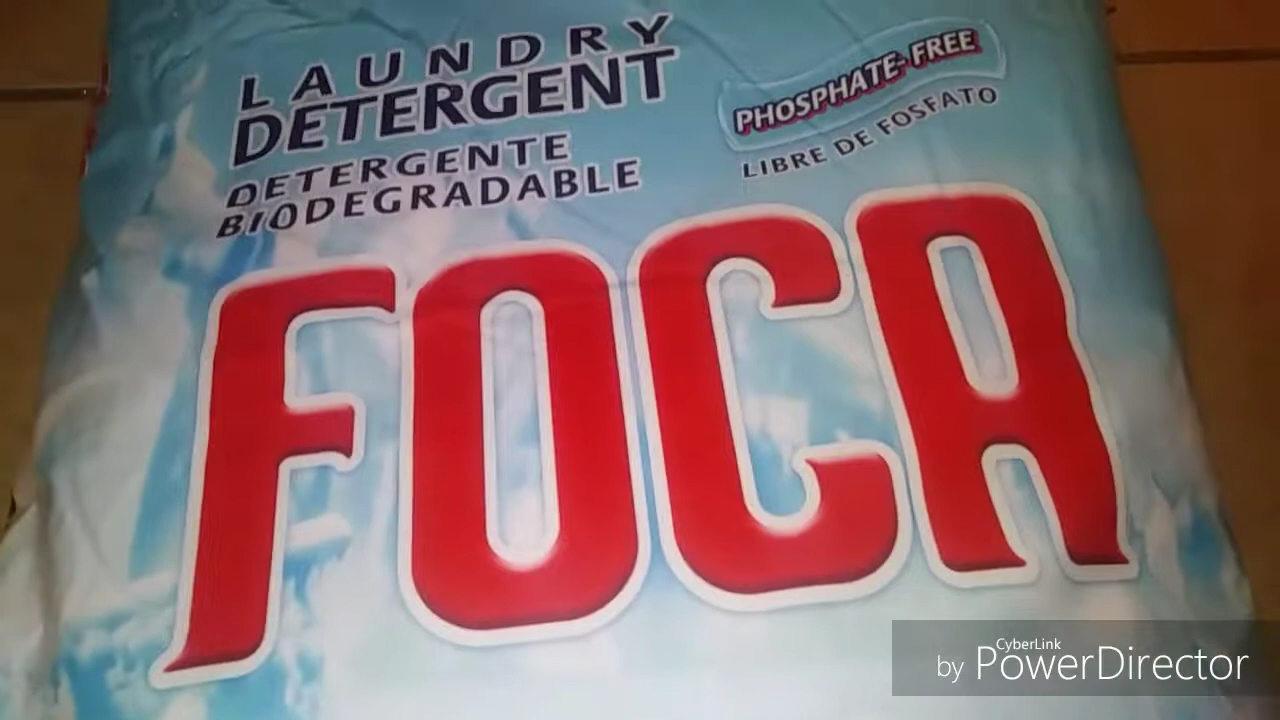 LAUNDRY
DETERGENT
DETERGENTE
BIODEGRADABLE
PHOSPHATE-FREE
LIBRE DE FOSFATO
FOCA
CyberLink
by PowerDirector